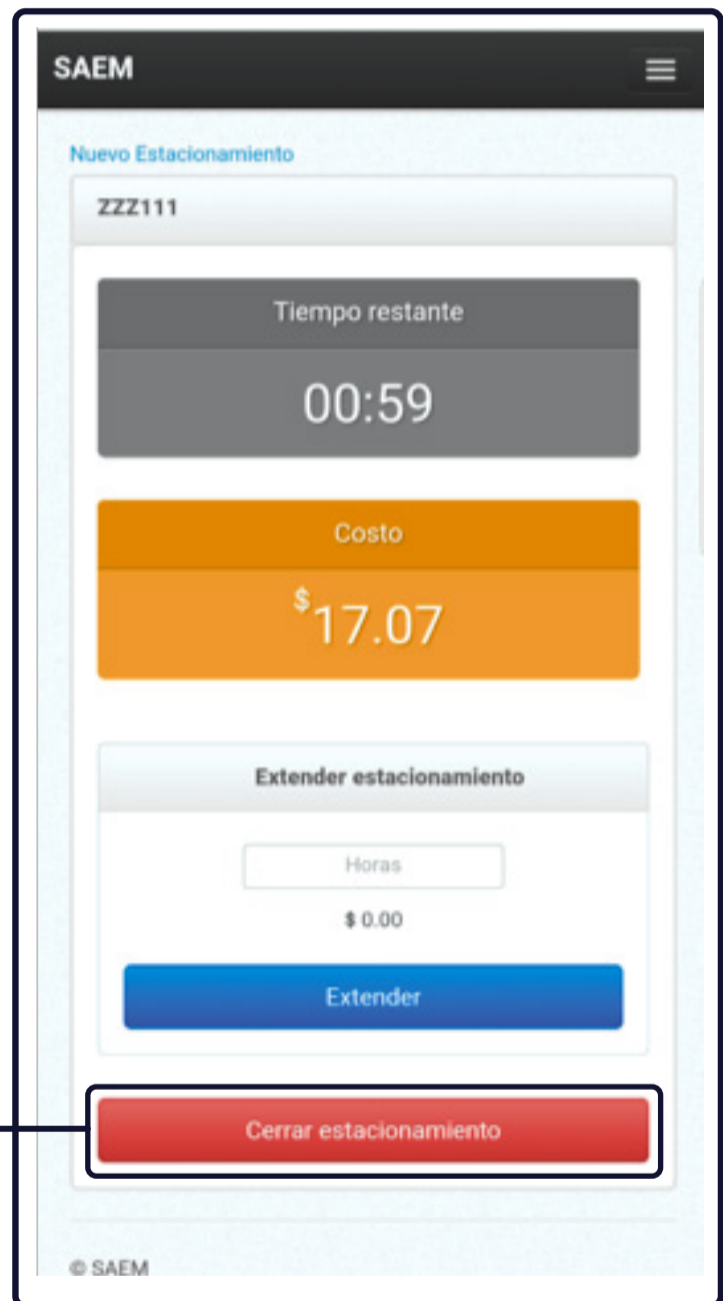 SAEM
Nuevo Estacionamiento
ZZZ111
Tiempo restante
00:59
Costo
$17.07
Extender estacionamiento
Horas
$ 0.00
Extender
Cerrar estacionamiento
© SAEM